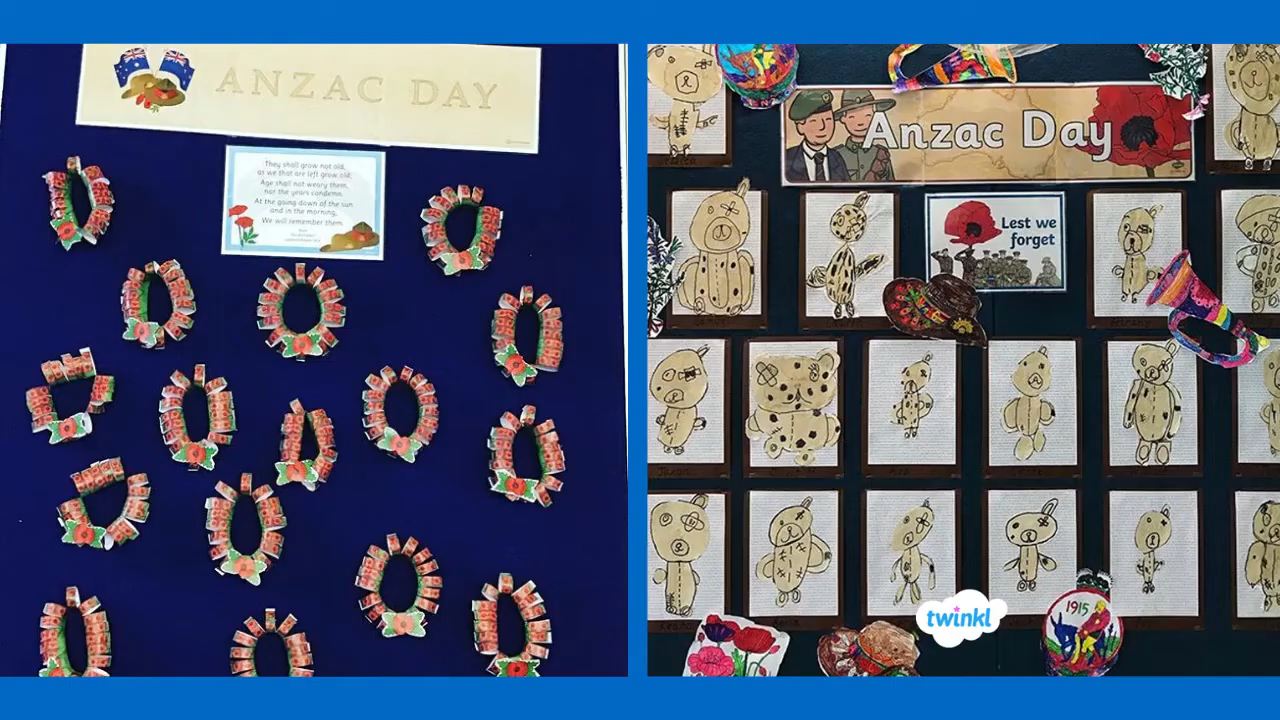 ANZAC DAY
They shall grow not old,
as we that are left grow old;
Age shall not weary them,
nor the years condemn.
At the going down of the sun
and in the morning,
We will remember them.
Anzac Day
Lest we
forget
1915
twinkl